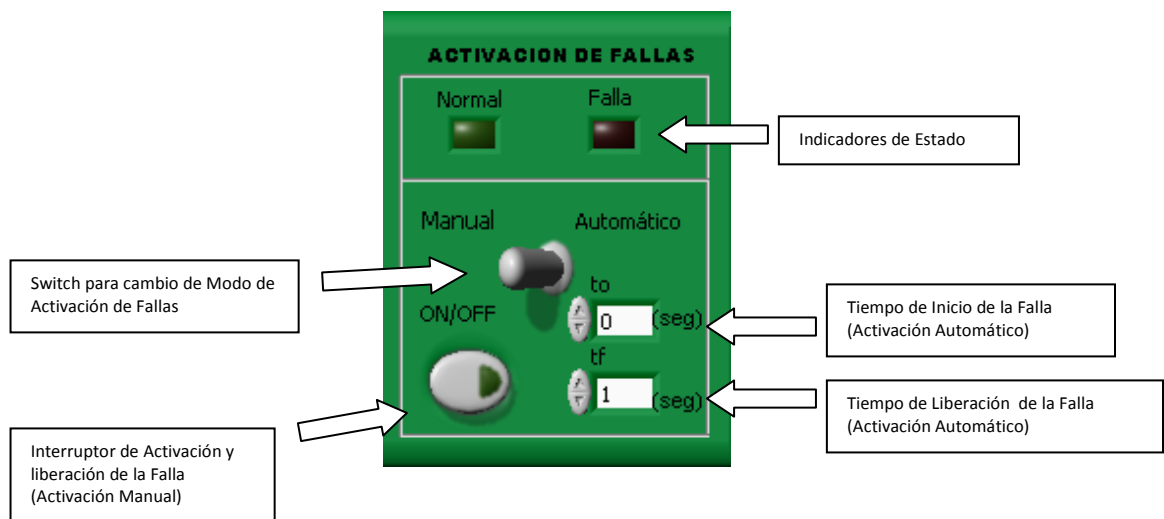 ACTIVACION DE FALLAS
Normal
Falla
Indicadores de Estado
Manual
Automático
Switch para cambio de Modo de
Activación de Fallas
to
0
(seg)
Tiempo de Inicio de la Falla
(Activación Automático)
ON/OFF
tf
1
(seg)
Tiempo de Liberación de la Falla
(Activación Automático)
Interruptor de Activación y
liberación de la Falla
(Activación Manual)